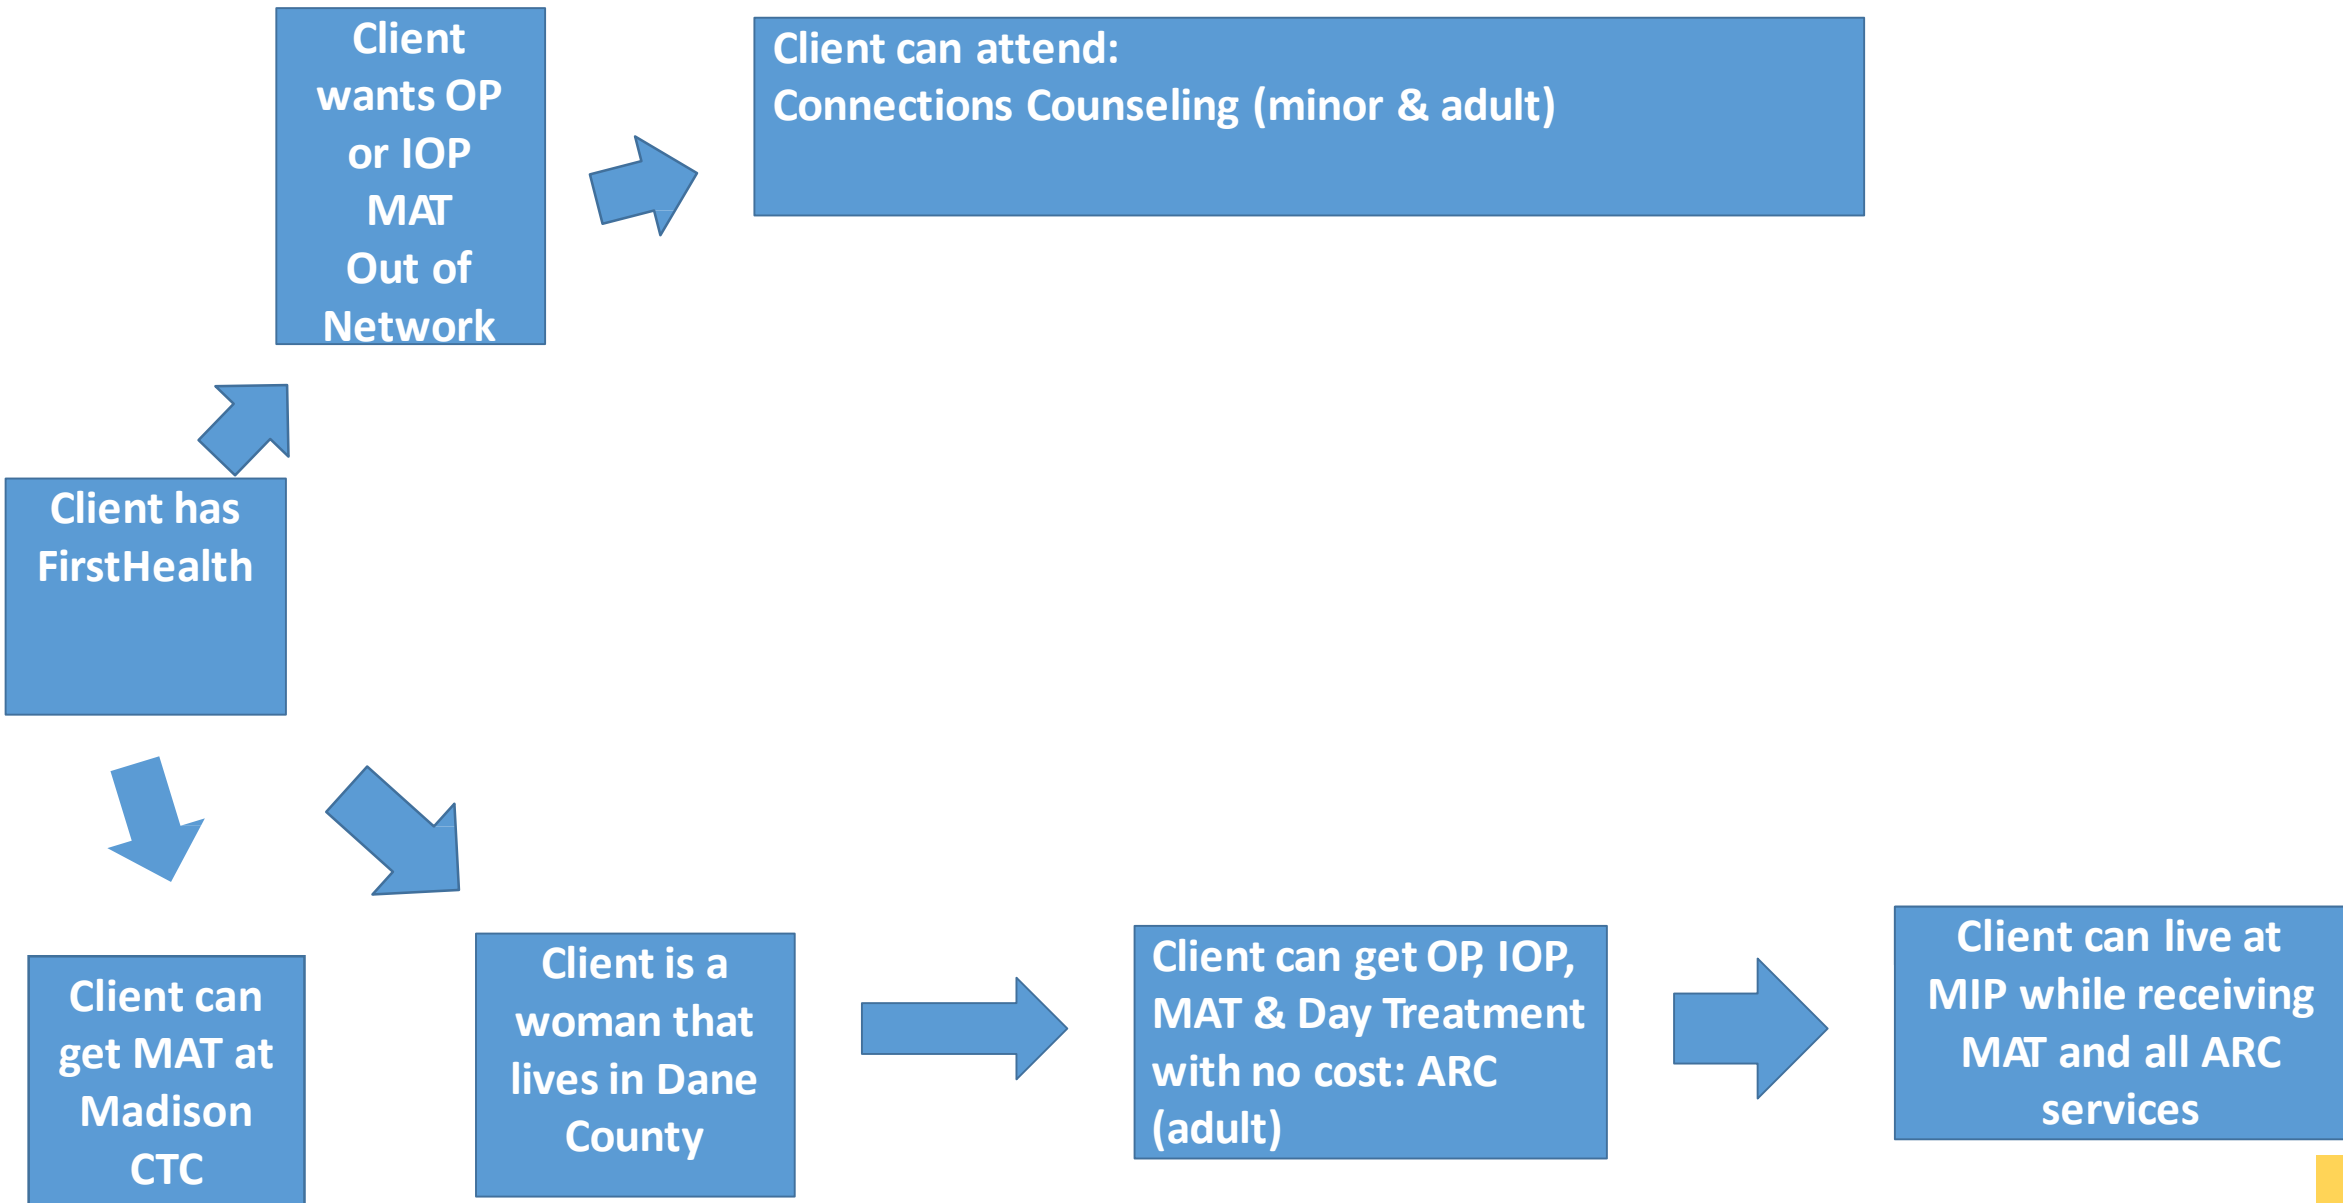 Client
wants OP
or IOP
MAT
Out of
Network
Client can attend:
Connections Counseling (minor & adult)
Client has
FirstHealth
Client can
get MAT at
Madison
CTC
Client is a
woman that
lives in Dane
County
Client can get OP, IOP,
MAT & Day Treatment
with no cost: ARC
(adult)
Client can live at
MIP while receiving
MAT and all ARC
services